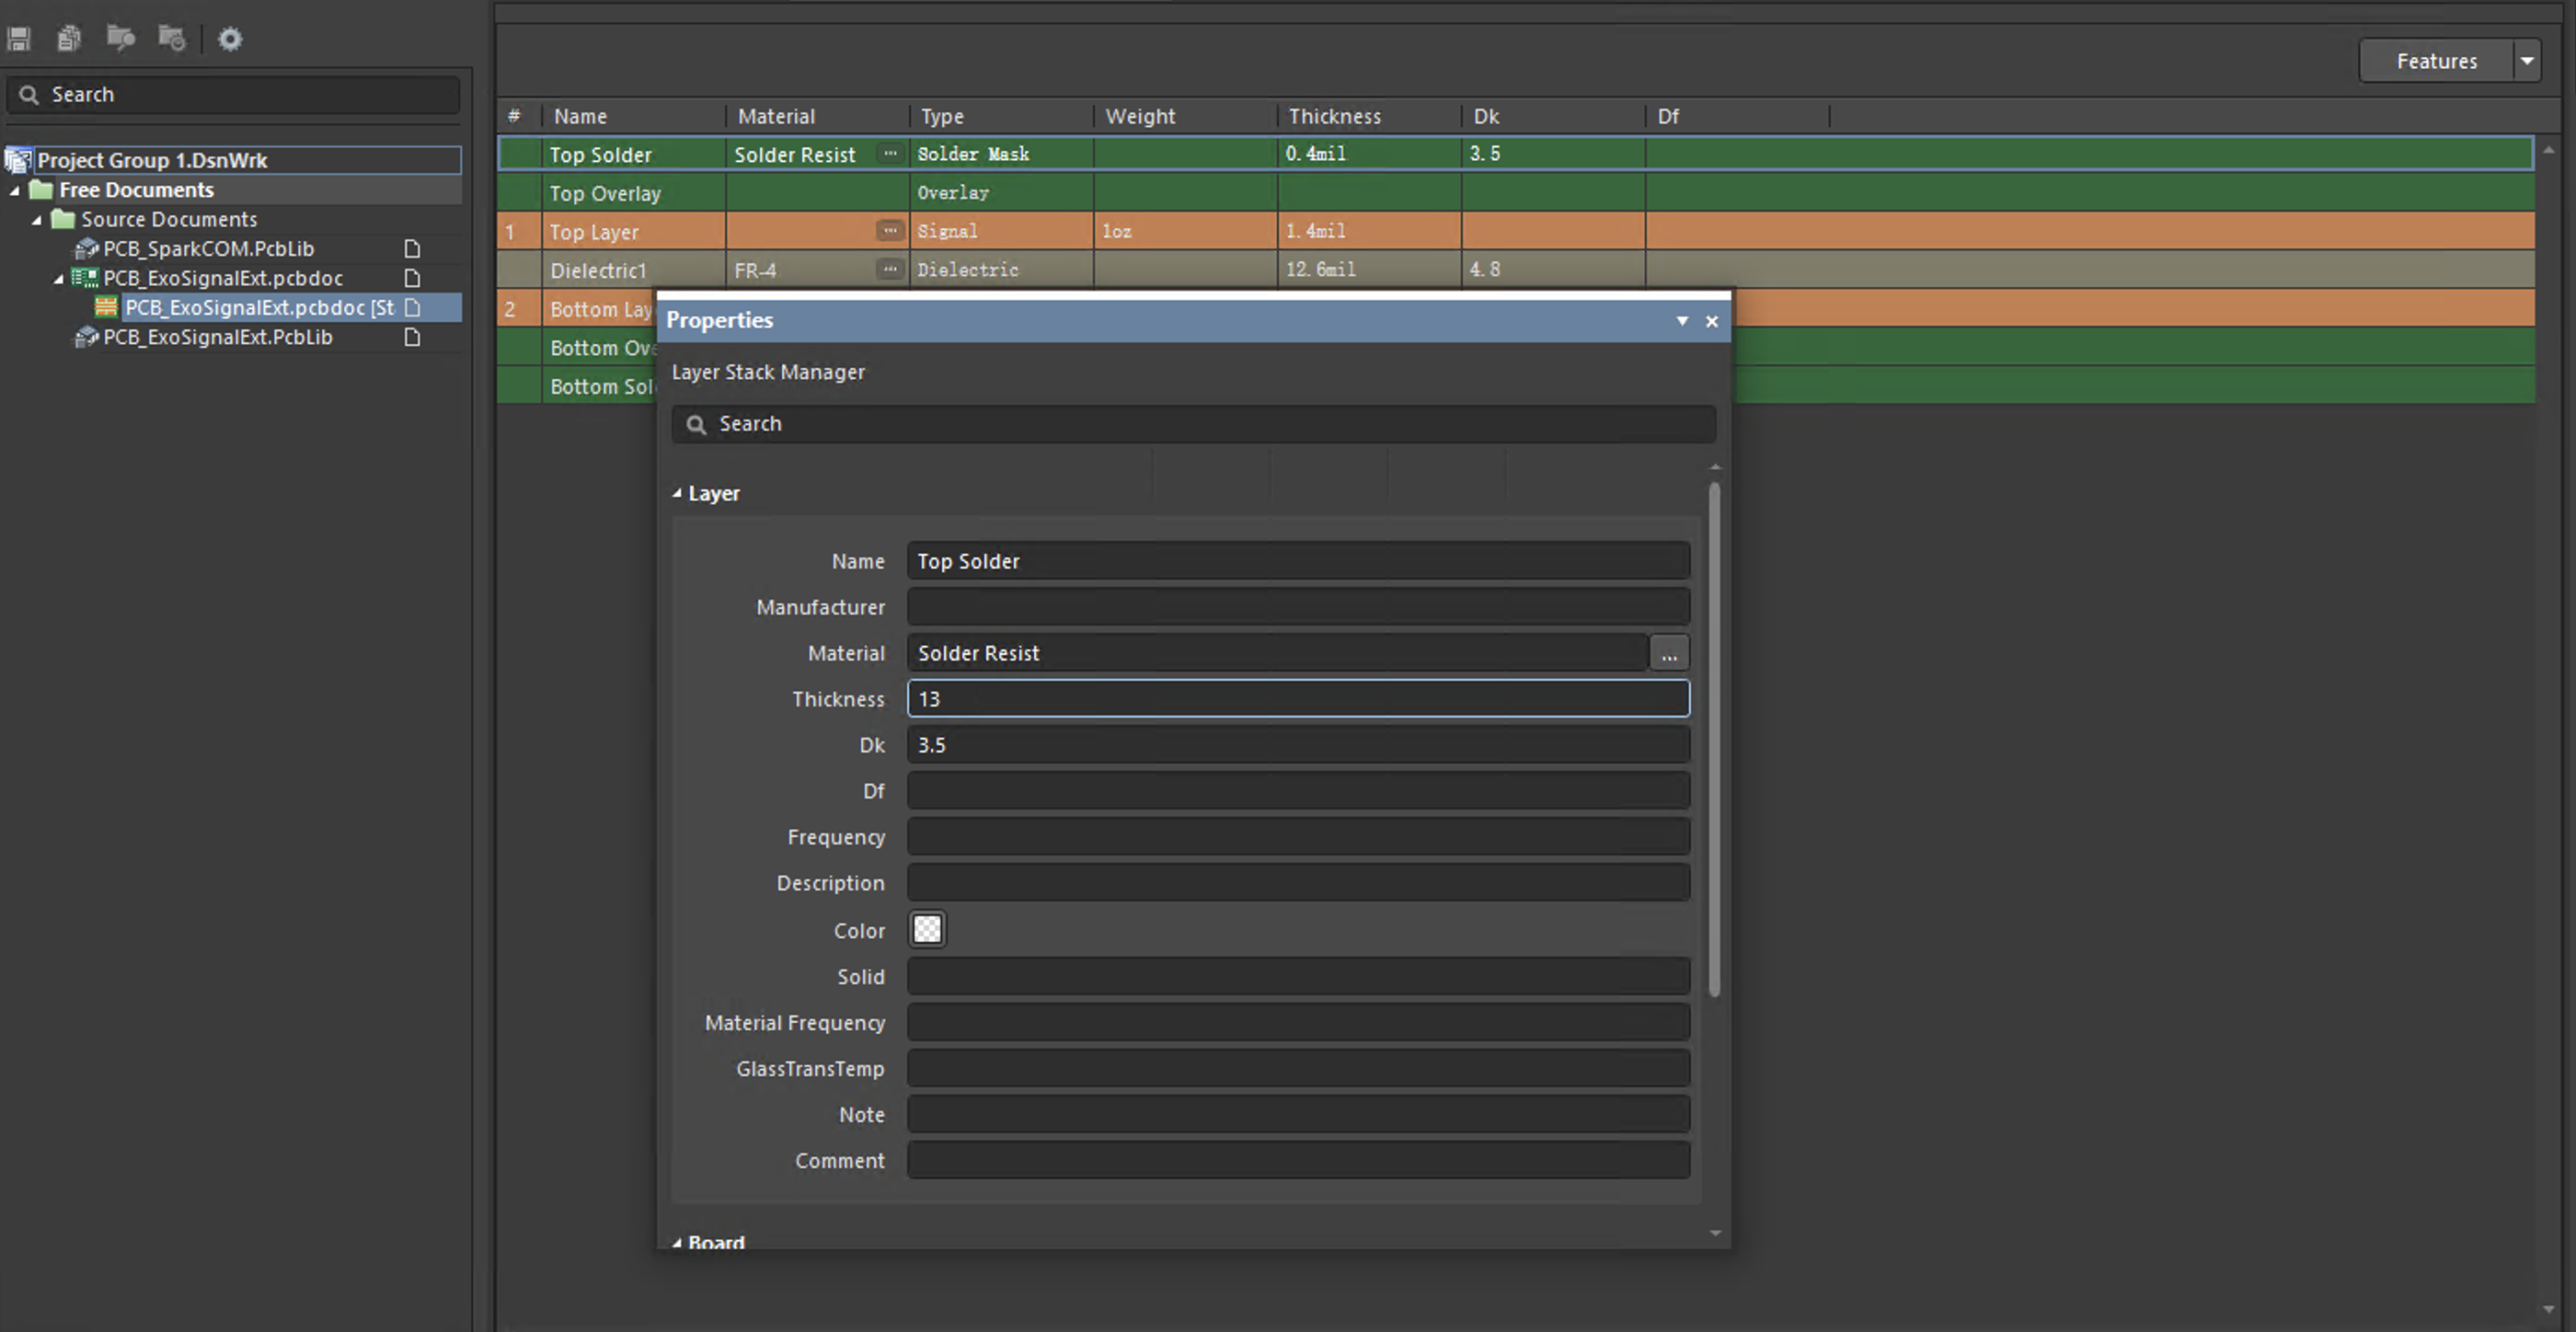 Features
Search
# Name Material Type Weight Thickness Dk Df
Top Solder Solder Resist ... Solder Mask 0.4mil 3.5
Project Group 1.DsnWrk
Free Documents
Top Overlay Overlay
Source Documents
1 Top Layer ... Signal 1oz 1.4mil
PCB_SparkCOM.PcbLib
Dielectric1 FR-4 ... Dielectric 12.6mil 4.8
PCB_ExoSignalExt.pcbdoc
PCB_ExoSignalExt.pcbdoc [St
2 Bottom Lay
PCB_ExoSignalExt.PcbLib
Bottom Ove
Bottom Sol
Properties
Layer Stack Manager
Search
Layer
Name Top Solder
Manufacturer
Material Solder Resist ...
Thickness 13
Dk 3.5
Df
Frequency
Description
Color
Solid
Material Frequency
GlassTransTemp
Note
Comment
Board